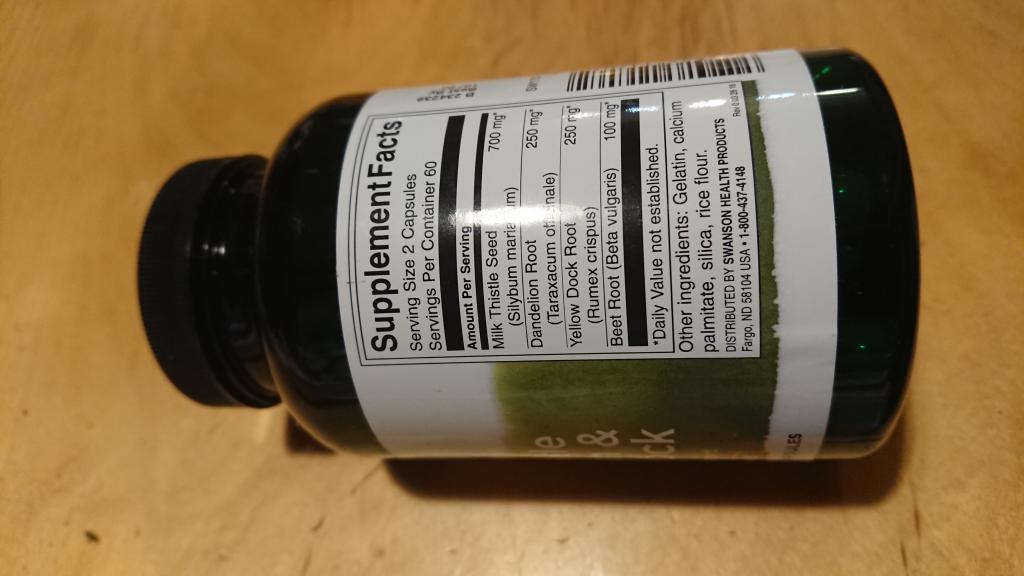 Supplement Facts
Serving Size 2 Capsules
Servings Per Container 60
Amount Per Serving
Milk Thistle Seed 700 mg*
(Silybum marianum)
Dandelion Root 250 mg*
(Taraxacum officinale)
Yellow Dock Root 250 mg*
(Rumex crispus)
Beet Root (Beta vulgaris) 100 mg*
*Daily Value not established.
Other ingredients: Gelatin, calcium
palmitate, silica, rice flour.
DISTRIBUTED BY SWANSON HEALTH PRODUCTS
Fargo, ND 58104 USA • 1-800-437-4148
&